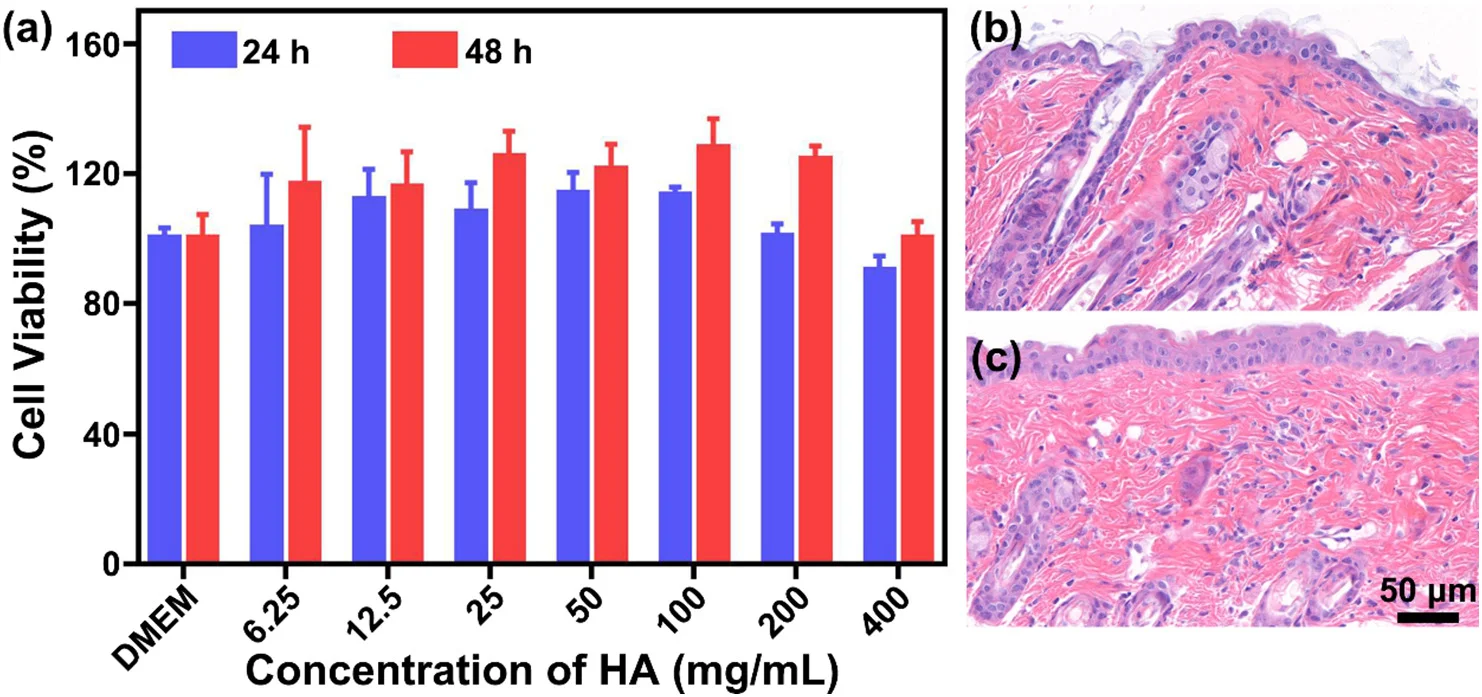 (a)
24 h
48 h
160
120
80
40
0
Cell Viability (%)
DMEM
6.25
12.5
25
50
100
200
400
Concentration of HA (mg/mL)
(b)
(c)
50 μm